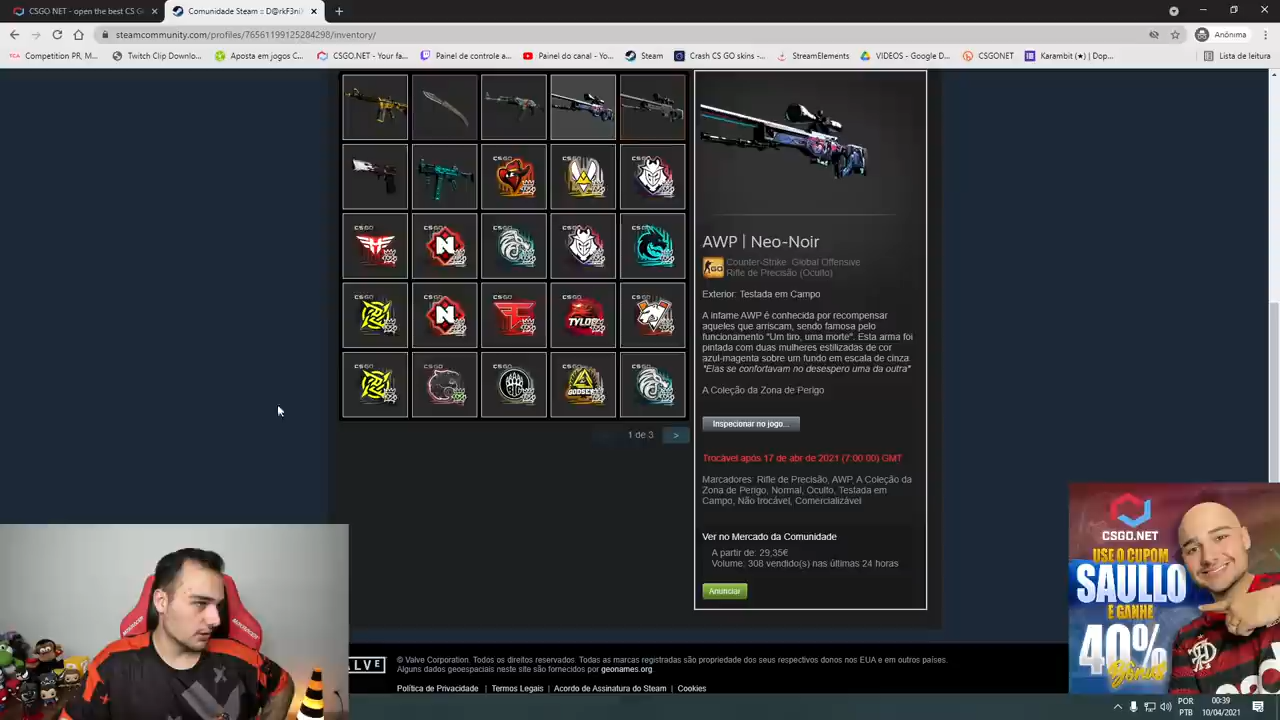 CSGO.NET - O Melhor
Comunidade Steam :: D@rkF3ni
Anônima
steamcommunity.com/profiles/76561199125284298/inventory/
Competition PR, M...
Twitch Clip Downlo...
Aposta em jogos C...
CSGO.NET - Your fa...
Painel de controle a...
Painel do canal - Yo...
Steam
Crash CS GO skins -...
StreamElements
VIDEOS - Google D...
CSGONET
Karambit (★) | Dop...
Lista de leitura
AWP | Neo-Noir
Counter-Strike: Global Offensive
Rifle de Precisão (Oculto)
Exterior: Testada em Campo
A infame AWP é conhecida por recompensar
aqueles que arriscam, sendo famosa pelo
funcionamento "Um tiro, uma morte". Esta arma foi
pintada com duas mulheres estilizadas de cor
azul-magenta sobre um fundo em escala de cinza.
"Elas se confortavam no desespero uma da outra"
A Coleção da Zona de Perigo
Inspecionar no jogo...
1 de 3 >
Trocável após 17 de abr de 2021 (7:00:00) GMT
Marcadores: Rifle de Precisão, AWP, A Coleção da
Zona de Perigo, Normal, Oculto, Testada em
Campo, Não trocável, Comercializável
Ver no Mercado da Comunidade
A partir de: 29,35€
Volume: 308 vendido(s) nas últimas 24 horas
Anunciar
CSGO.NET
USE O CUPOM
SAULLO
E GANHE
40%
VALVE
© Valve Corporation. Todos os direitos reservados. Todas as marcas registradas são propriedade dos seus respectivos donos nos EUA e em outros países.
Alguns dados geoespaciais neste site são fornecidos por geonames.org.
Política de Privacidade | Termos Legais | Acordo de Assinatura do Steam | Cookies
POR
PTB
00:39
10/04/2021